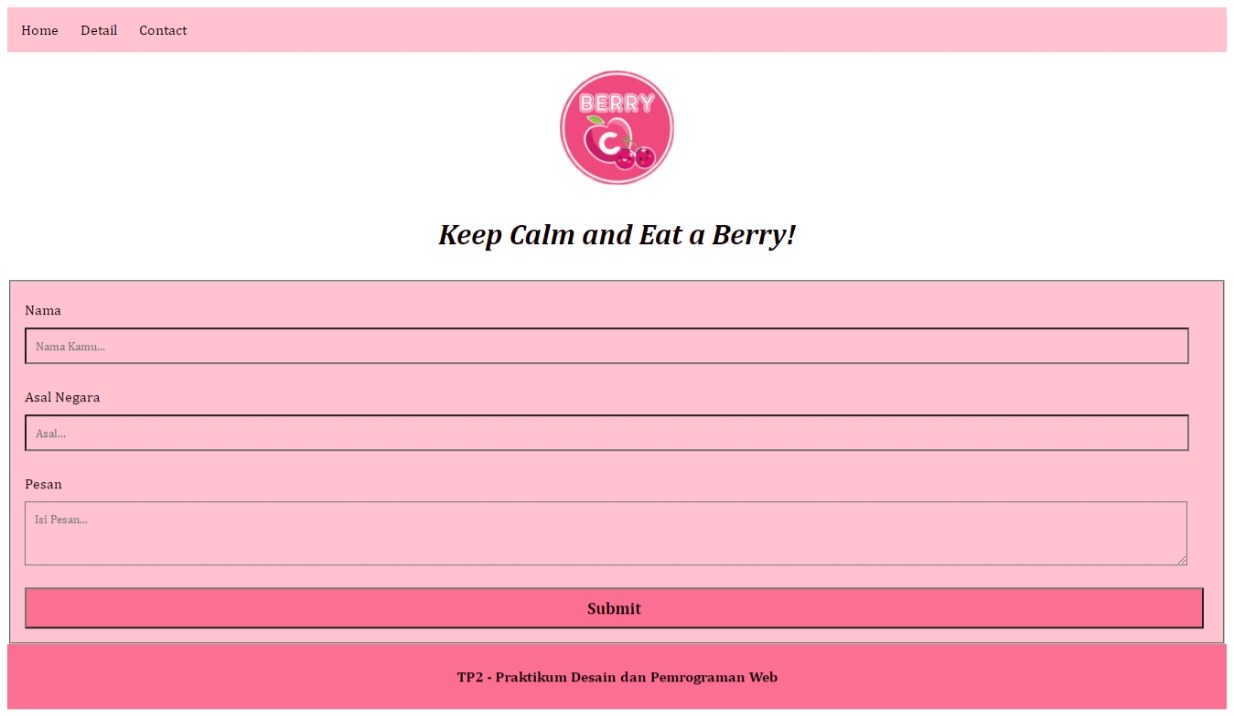 Home Detail Contact
BERRY
C
Keep Calm and Eat a Berry!
Nama
Nama Kamu...
Asal Negara
Asal...
Pesan
Isi Pesan...
Submit
TP2 - Praktikum Desain dan Pemrograman Web